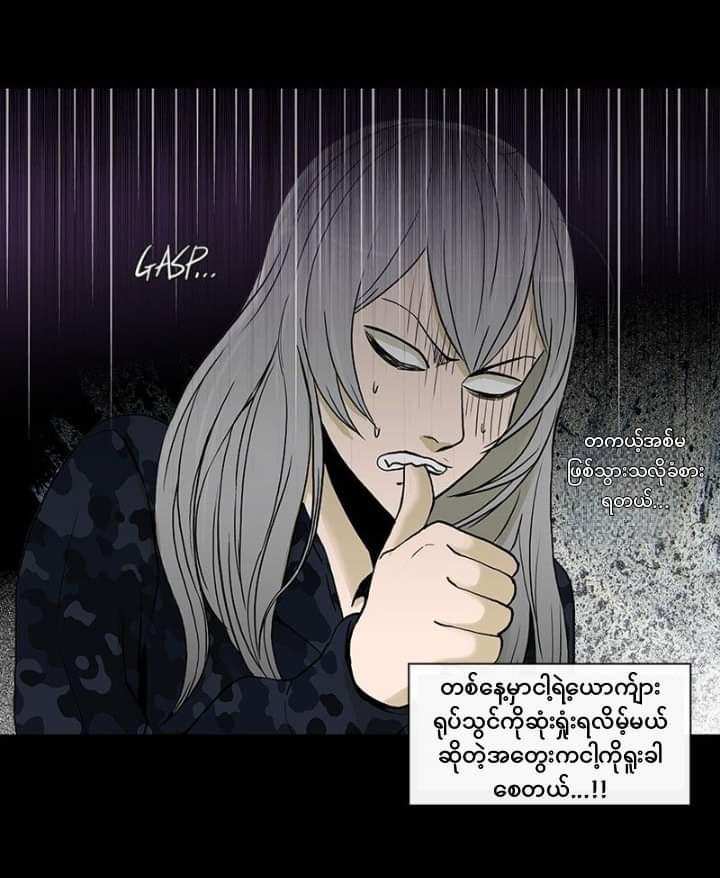 GASP...
တကယ့်အစ်မ
ဖြစ်သွားသလိုခံစား
ရတယ်...
တစ်နေ့မှာငါ့ရဲ့ယောကျ်ား
ရုပ်သွင်ကိုဆုံးရှုံးရလိမ့်မယ်
ဆိုတဲ့အတွေးကငါ့ကိုရူးခါ
စေတယ်...!!